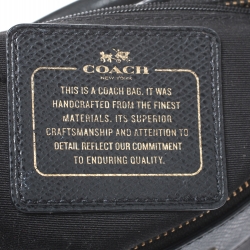 COACH
NEW YORK
THIS IS A COACH BAG. IT WAS
HANDCRAFTED FROM THE FINEST
MATERIALS. ITS SUPERIOR
CRAFTSMANSHIP AND ATTENTION TO
DETAIL REFLECT OUR COMMITMENT
TO ENDURING QUALITY.